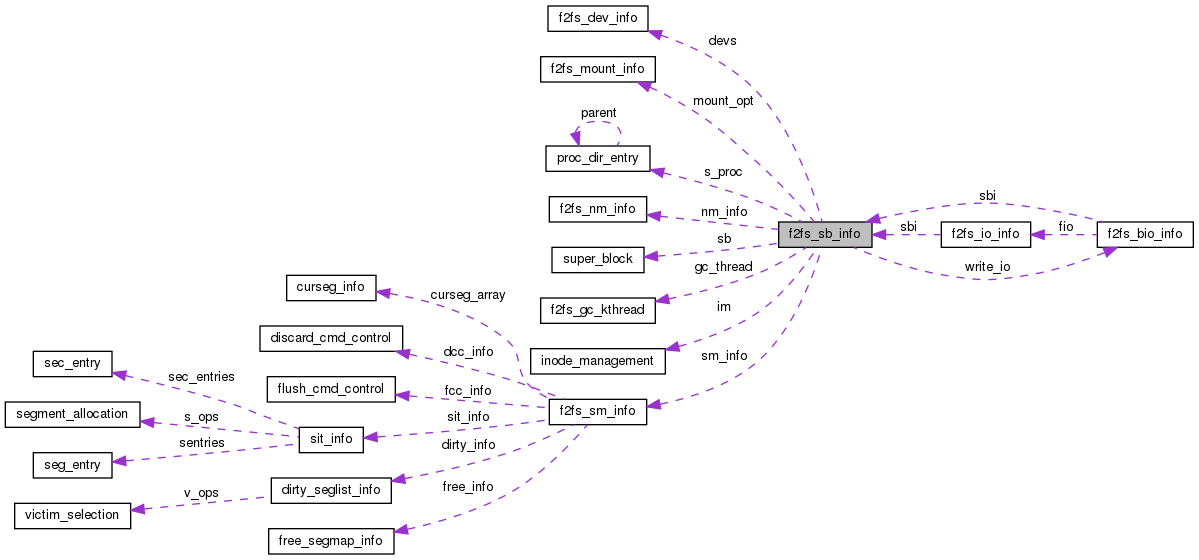 f2fs_dev_info
devs
f2fs_mount_info
mount_opt
parent
proc_dir_entry
s_proc
sbi
f2fs_nm_info
nm_info
f2fs_sb_info
sbi
f2fs_io_info
fio
f2fs_bio_info
sb
super_block
gc_thread
write_io
curseg_info
curseg_array
f2fs_gc_kthread
im
discard_cmd_control
dcc_info
inode_management
sm_info
sec_entry
sec_entries
flush_cmd_control
fcc_info
segment_allocation
s_ops
sit_info
sit_info
f2fs_sm_info
seg_entry
sentries
dirty_info
dirty_seglist_info
v_ops
victim_selection
free_info
free_segmap_info